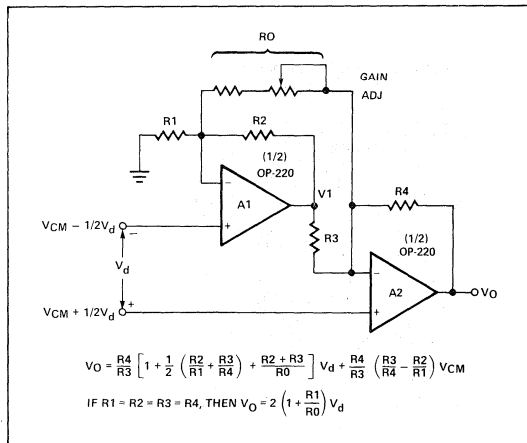 RO
GAIN
ADJ
R1
R2
(1/2)
OP-220
V1
R4
A1
R3
(1/2)
OP-220
VCM − 1/2Vd
−
+
−
Vd
A2
VO
+
VCM + 1/2Vd
+
VO = R4/R3 [1 + 1/2 (R2/R1 + R3/R4) + (R2 + R3)/R0] Vd + R4/R3 (R3/R4 − R2/R1) VCM
IF R1 = R2 = R3 = R4, THEN VO = 2 (1 + R1/R0) Vd